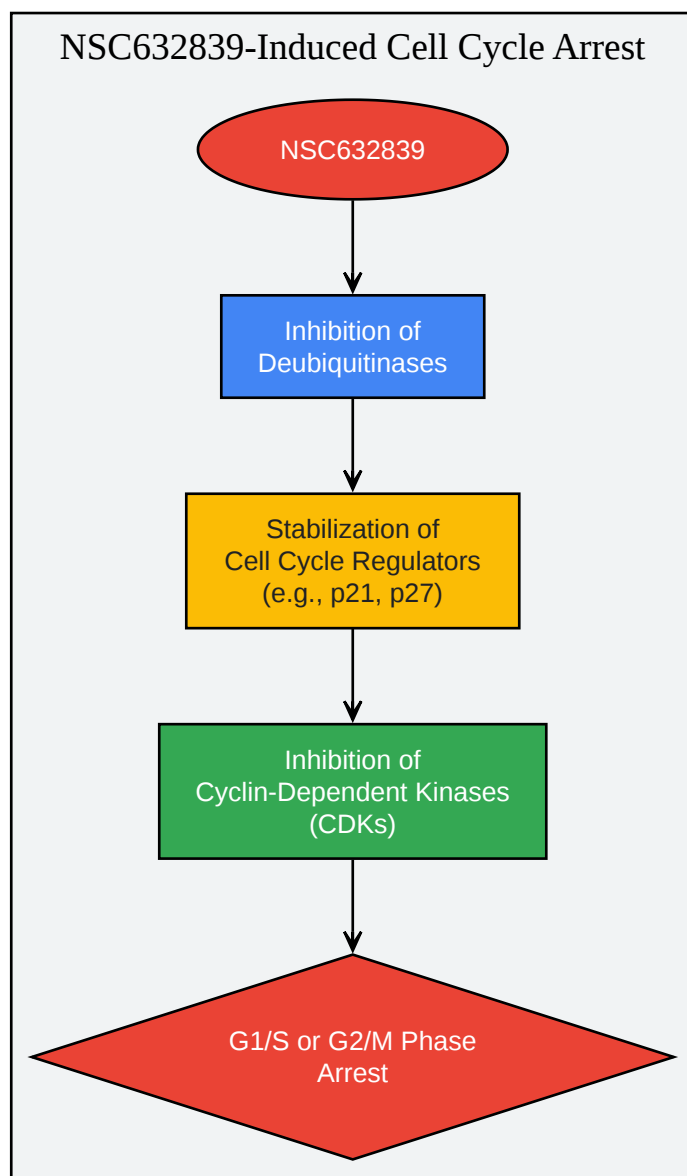 NSC632839-Induced Cell Cycle Arrest
NSC632839
Inhibition of
Deubiquitinases
Stabilization of
Cell Cycle Regulators
(e.g., p21, p27)
Inhibition of
Cyclin-Dependent Kinases
(CDKs)
G1/S or G2/M Phase
Arrest